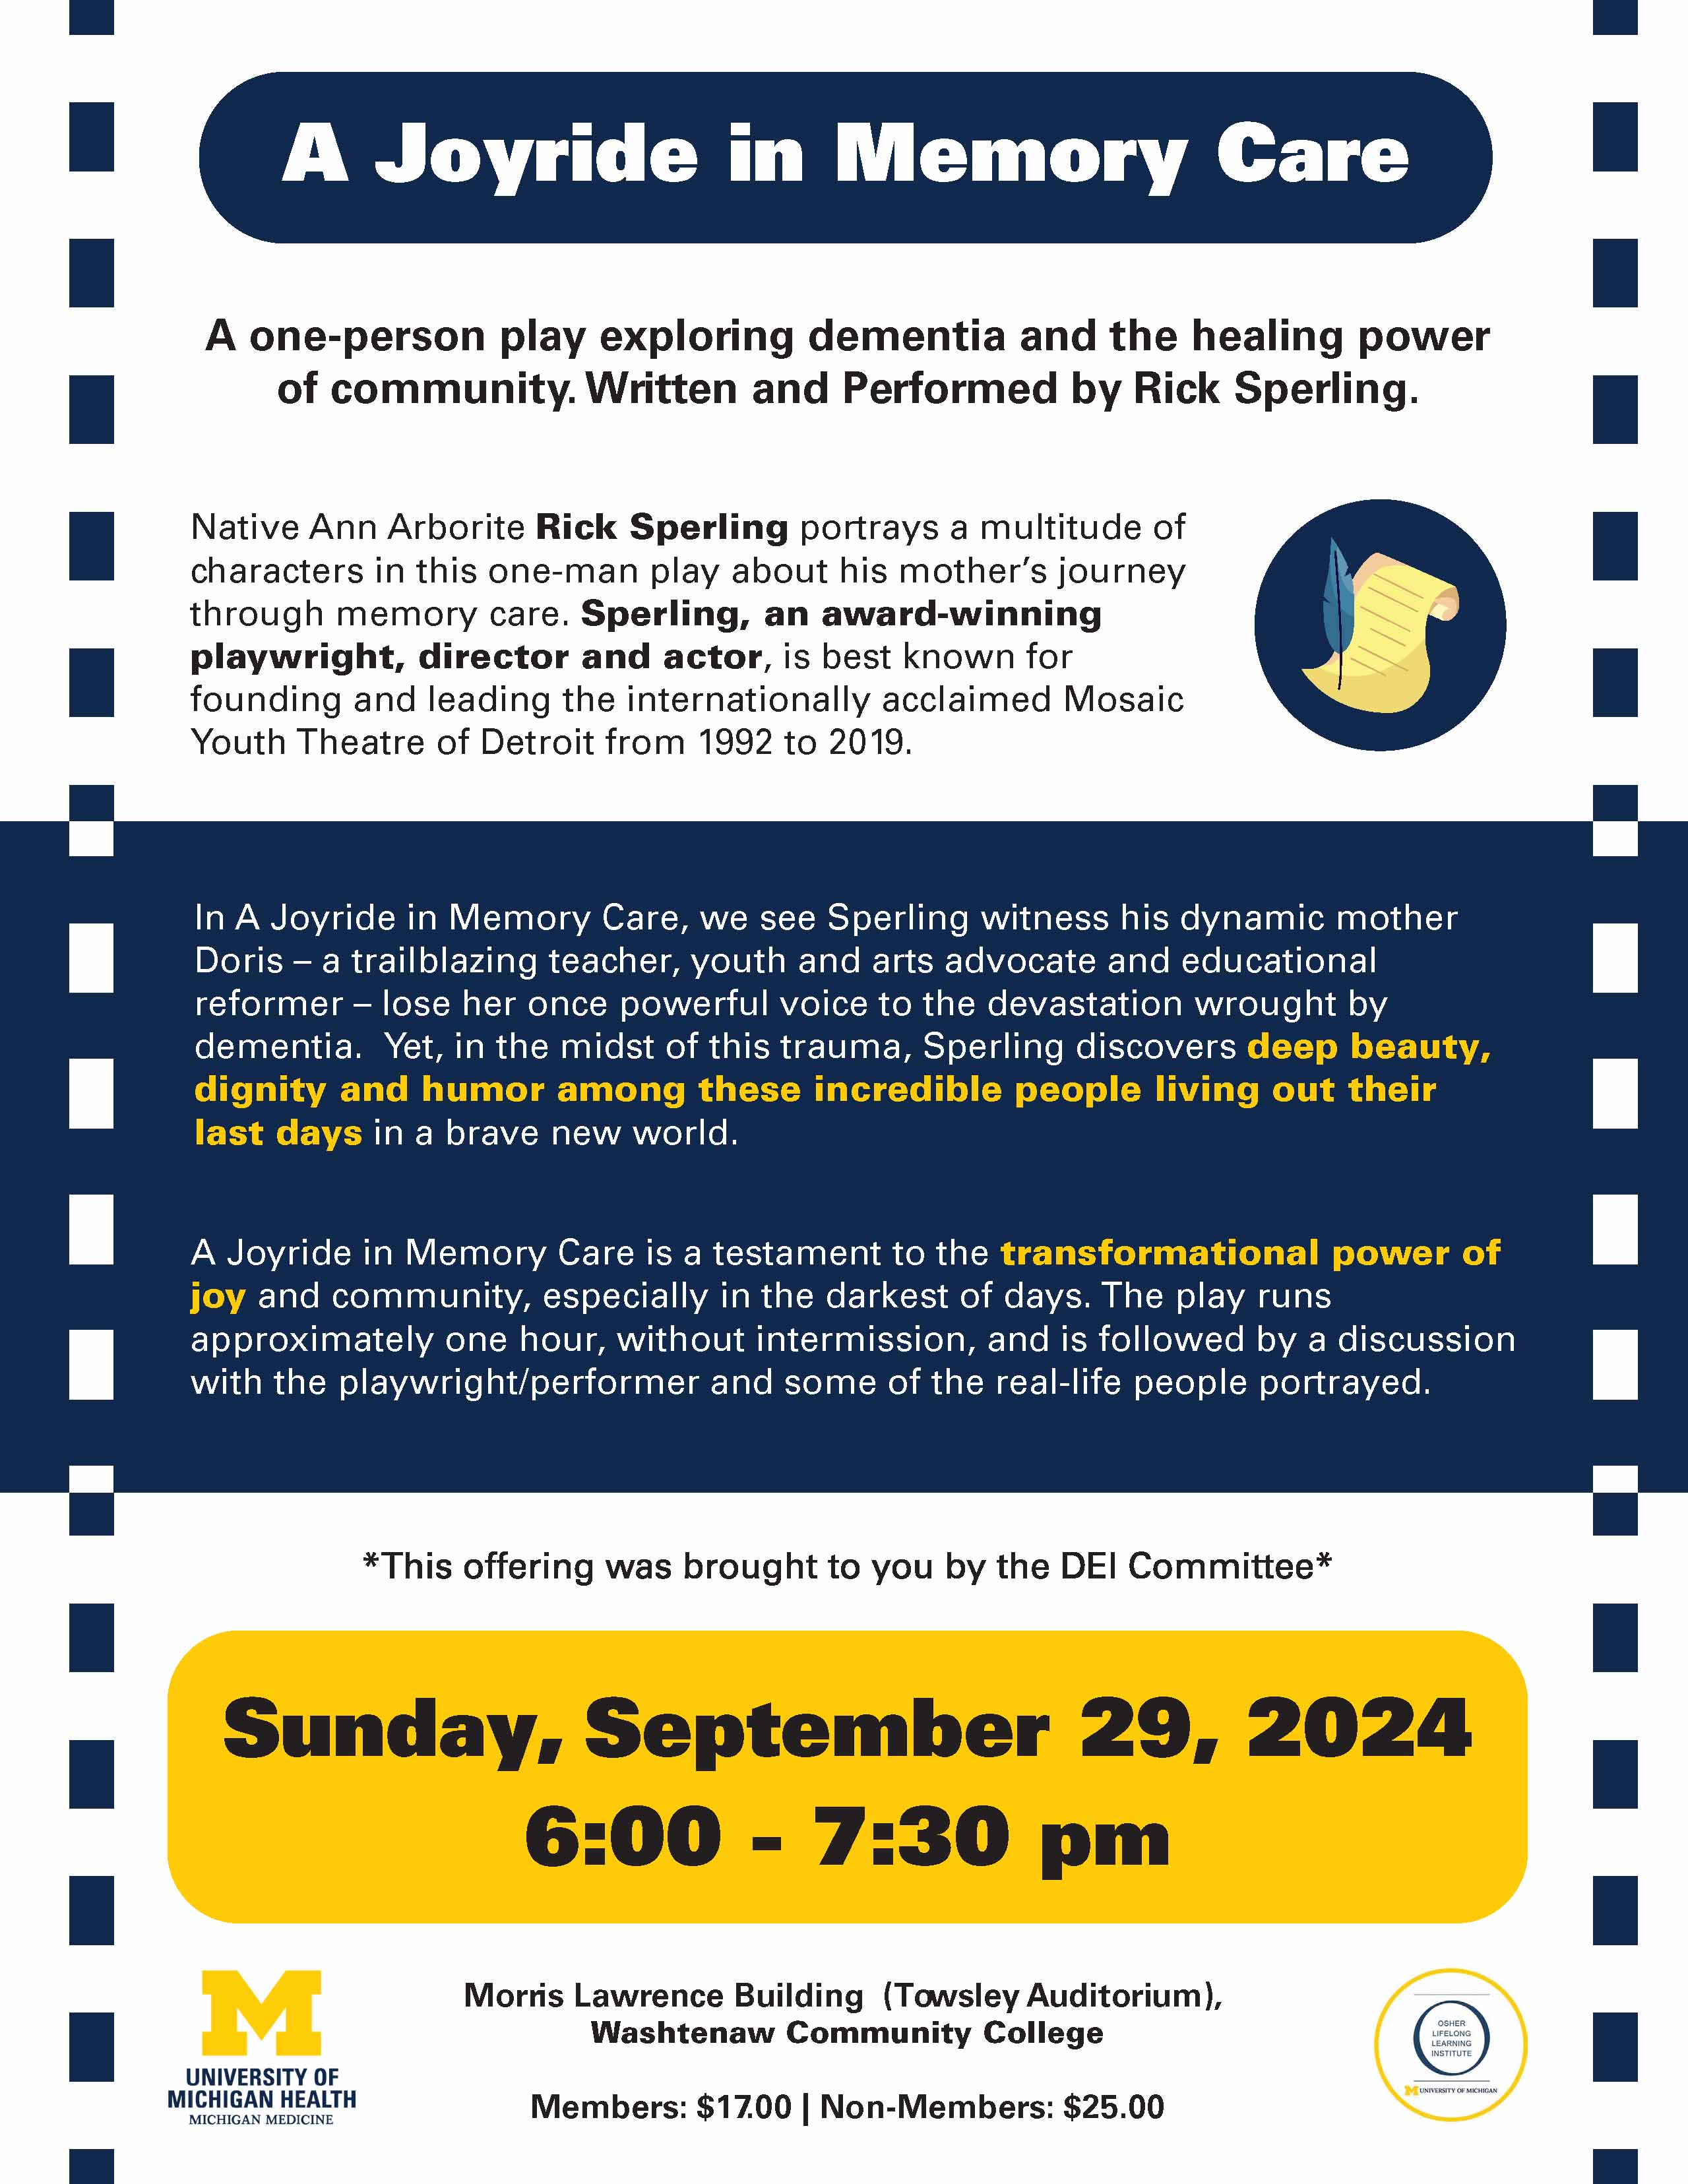 A Joyride in Memory Care
A one-person play exploring dementia and the healing power
of community. Written and Performed by Rick Sperling.
Native Ann Arborite Rick Sperling portrays a multitude of
characters in this one-man play about his mother’s journey
through memory care. Sperling, an award-winning
playwright, director and actor, is best known for
founding and leading the internationally acclaimed Mosaic
Youth Theatre of Detroit from 1992 to 2019.
In A Joyride in Memory Care, we see Sperling witness his dynamic mother
Doris – a trailblazing teacher, youth and arts advocate and educational
reformer – lose her once powerful voice to the devastation wrought by
dementia. Yet, in the midst of this trauma, Sperling discovers deep beauty,
dignity and humor among these incredible people living out their
last days in a brave new world.
A Joyride in Memory Care is a testament to the transformational power of
joy and community, especially in the darkest of days. The play runs
approximately one hour, without intermission, and is followed by a discussion
with the playwright/performer and some of the real-life people portrayed.
*This offering was brought to you by the DEI Committee*
Sunday, September 29, 2024
6:00 - 7:30 pm
Morris Lawrence Building (Towsley Auditorium),
Washtenaw Community College
Members: $17.00 | Non-Members: $25.00
M
UNIVERSITY OF
MICHIGAN HEALTH
MICHIGAN MEDICINE
OSHER
LIFELONG
LEARNING
INSTITUTE
M UNIVERSITY OF MICHIGAN